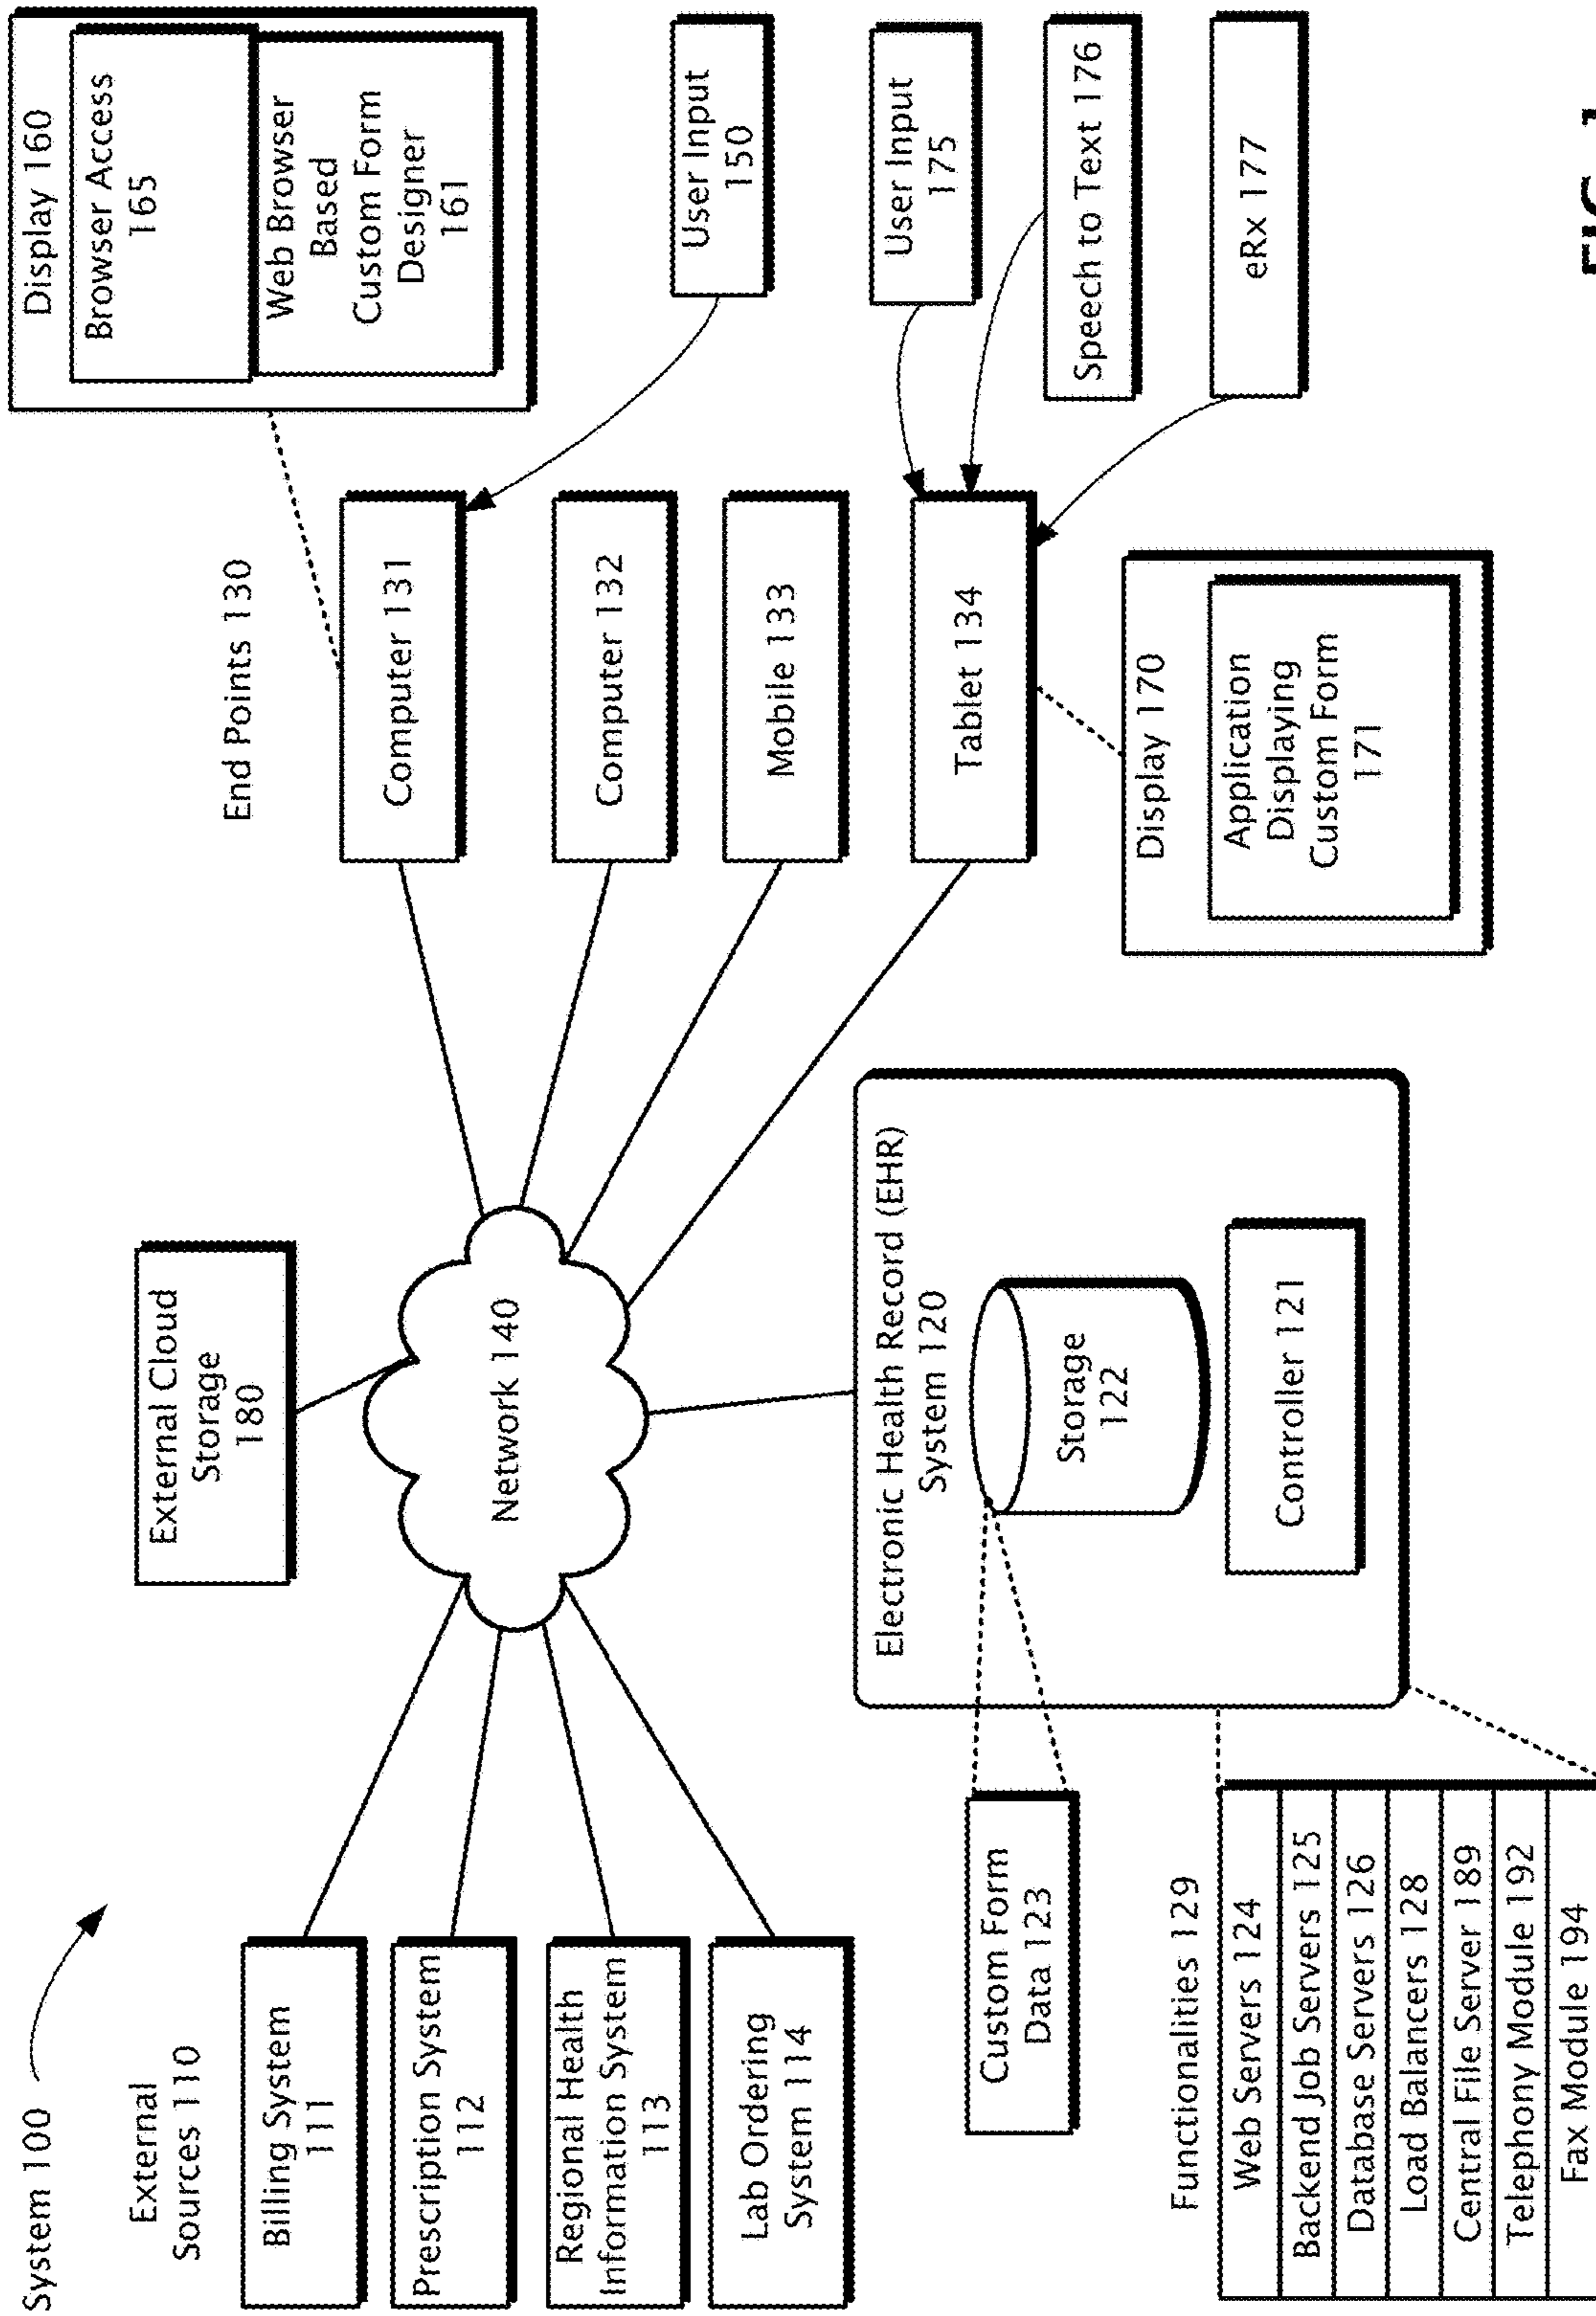 System 100
External
Sources 110
Billing System
111
Prescription System
112
Regional Health
Information System
113
Lab Ordering
System 114
External Cloud
Storage
180
Network 140
End Points 130
Computer 131
Computer 132
Mobile 133
Tablet 134
Display 160
Browser Access
165
Web Browser
Based
Custom Form
Designer
161
User Input
150
User Input
175
Speech to Text 176
eRx 177
Display 170
Application
Displaying
Custom Form
171
Electronic Health Record (EHR)
System 120
Storage
122
Controller 121
Custom Form
Data 123
Functionalities 129
Web Servers 124
Backend Job Servers 125
Database Servers 126
Load Balancers 128
Central File Server 189
Telephony Module 192
Fax Module 194